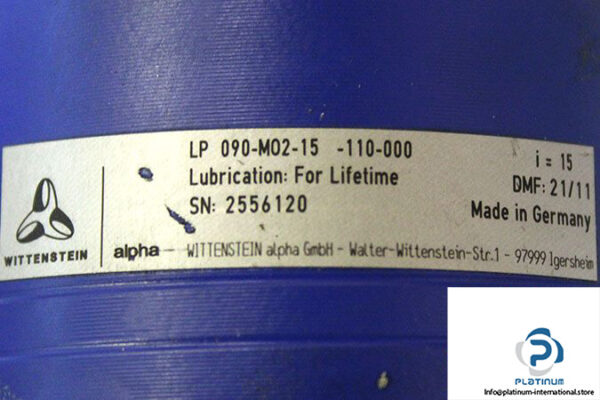 LP 090-MO2-15 -110-000
i = 15
Lubrication: For Lifetime
DMF: 21/11
SN: 2556120
Made in Germany
WITTENSTEIN
alpha
WITTENSTEIN alpha GmbH - Walter-Wittenstein-Str.1 - 97999 Igersheim
PLATINUM
Info@platinum-international.store